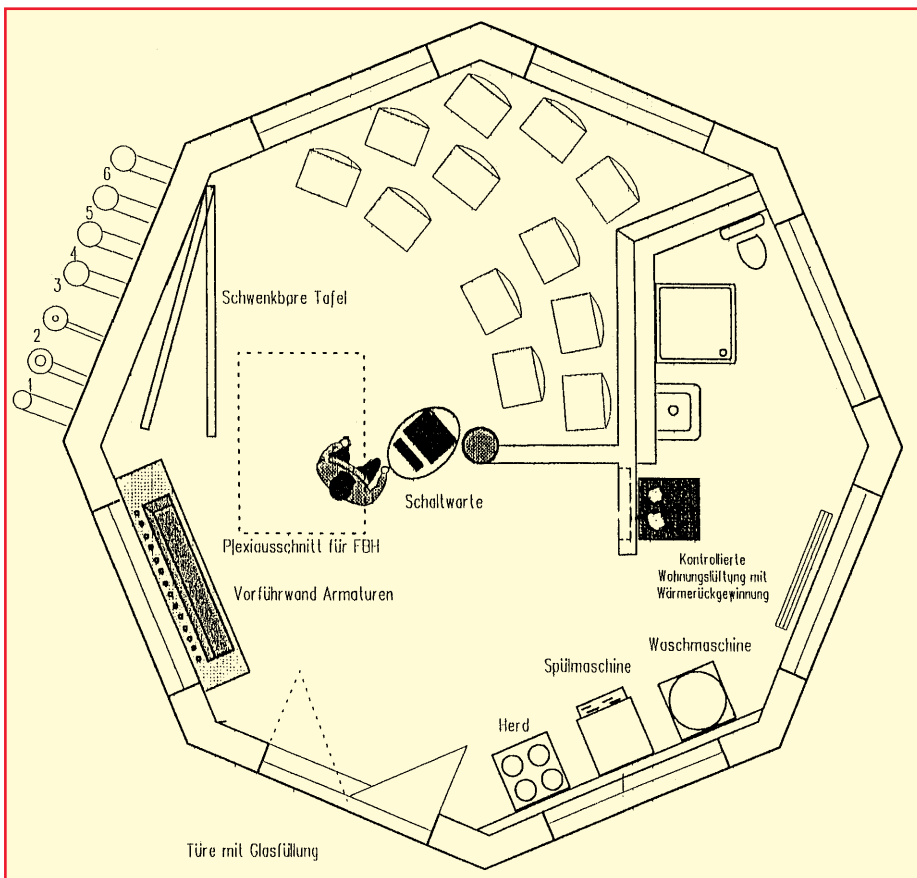 6
5
4
3
2
1
Schwenkbare Tafel
Schaltwarte
Plexiausschnitt für FBH
Vorführwand Armaturen
Kontrollierte
Wohnungslüftung mit
Wärmerückgewinnung
Waschmaschine
Spülmaschine
Herd
Türe mit Glasfüllung